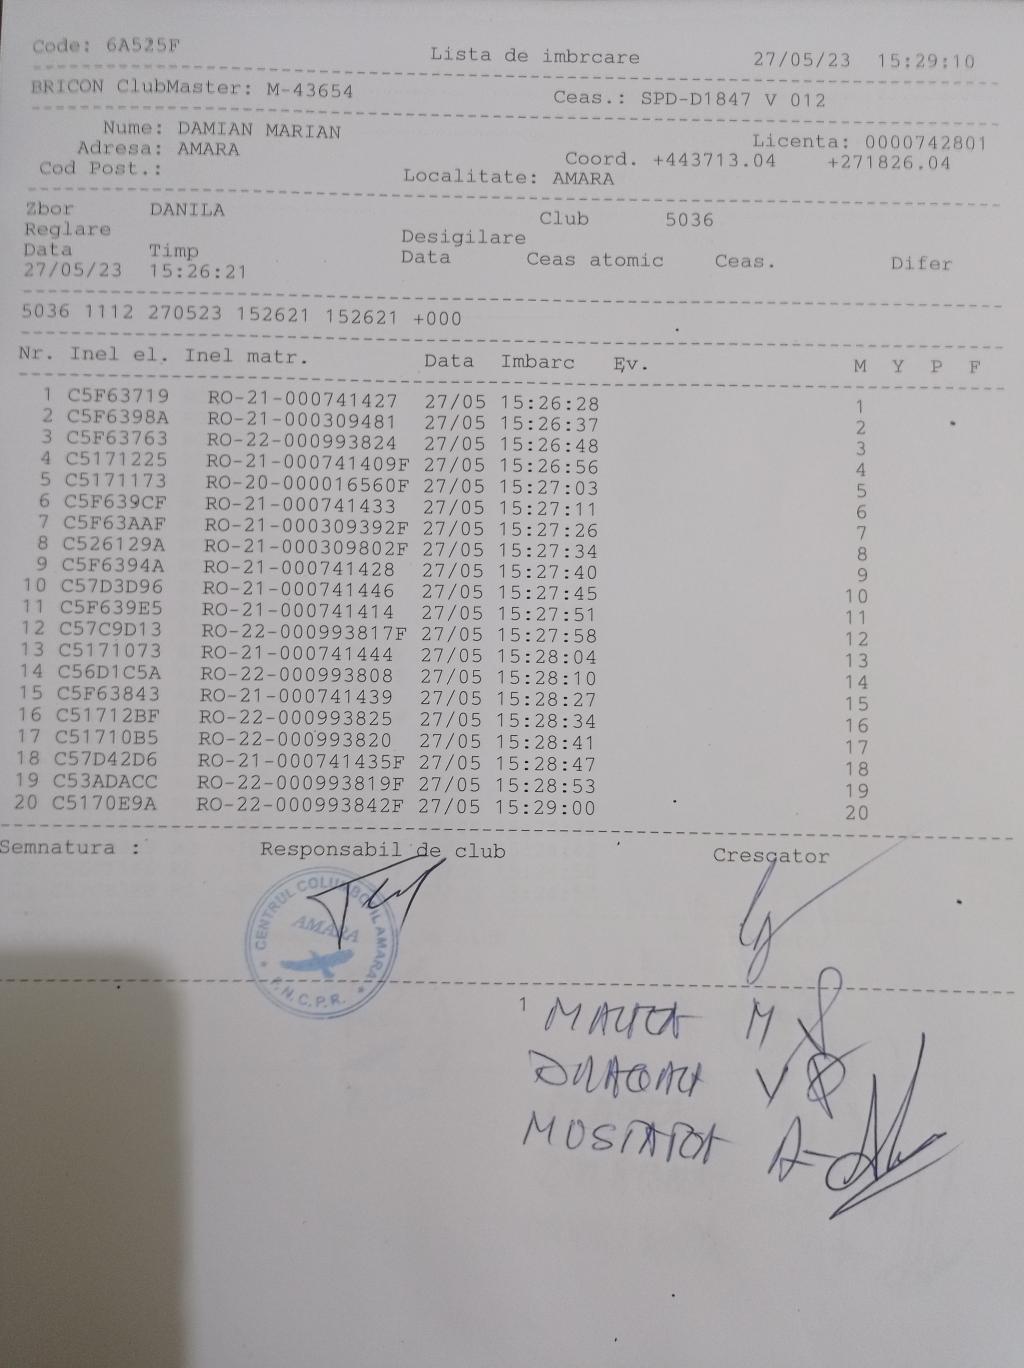 Code: 6A525F Lista de imbrcare 27/05/23 15:29:10
BRICON ClubMaster: M-43654 Ceas.: SPD-D1847 V 012
Nume: DAMIAN MARIAN Licenta: 0000742801
Adresa: AMARA Coord. +443713.04 +271826.04
Cod Post.: Localitate: AMARA
Zbor DANILA Club 5036
Reglare Desigilare
Data Timp Data Ceas atomic Ceas. Difer
27/05/23 15:26:21
5036 1112 270523 152621 152621 +000
Nr. Inel el. Inel matr. Data Imbarc Ev. M Y P F
1 C5F63719 RO-21-000741427 27/05 15:26:28 1
2 C5F6398A RO-21-000309481 27/05 15:26:37 2
3 C5F63763 RO-22-000993824 27/05 15:26:48 3
4 C5171225 RO-21-000741409F 27/05 15:26:56 4
5 C5171173 RO-20-000016560F 27/05 15:27:03 5
6 C5F639CF RO-21-000741433 27/05 15:27:11 6
7 C5F63AAF RO-21-000309392F 27/05 15:27:26 7
8 C526129A RO-21-000309802F 27/05 15:27:34 8
9 C5F6394A RO-21-000741428 27/05 15:27:40 9
10 C57D3D96 RO-21-000741446 27/05 15:27:45 10
11 C5F639E5 RO-21-000741414 27/05 15:27:51 11
12 C57C9D13 RO-22-000993817F 27/05 15:27:58 12
13 C5171073 RO-21-000741444 27/05 15:28:04 13
14 C56D1C5A RO-22-000993808 27/05 15:28:10 14
15 C5F63843 RO-21-000741439 27/05 15:28:27 15
16 C51712BF RO-22-000993825 27/05 15:28:34 16
17 C51710B5 RO-22-000993820 27/05 15:28:41 17
18 C57D42D6 RO-21-000741435F 27/05 15:28:47 18
19 C53ADACC RO-22-000993819F 27/05 15:28:53 19
20 C5170E9A RO-22-000993842F 27/05 15:29:00 20
Semnatura : Responsabil de club Crescator
CENTRUL COLUMBOFIL AMARA
AMARA
F.N.C.P.R.
1
M
V
A-